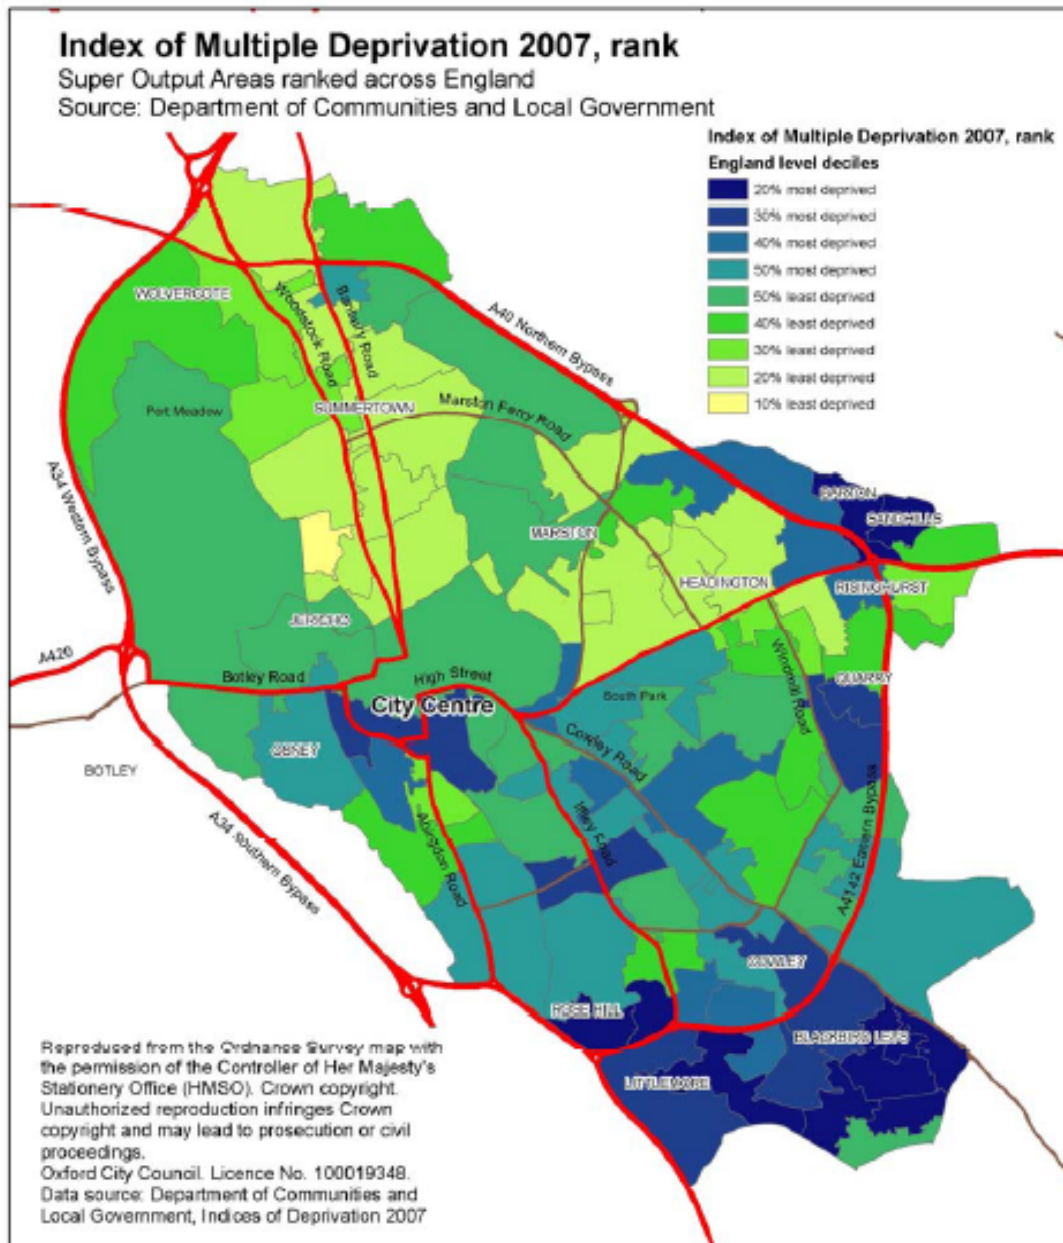 Index of Multiple Deprivation 2007, rank
Super Output Areas ranked across England
Source: Department of Communities and Local Government
Index of Multiple Deprivation 2007, rank
England level deciles
20% most deprived
30% most deprived
40% most deprived
50% most deprived
50% least deprived
40% least deprived
30% least deprived
20% least deprived
10% least deprived
WOLVERCOTE
Woodstock Road
Banbury Road
A40 Northern Bypass
Port Meadow
SUMMERTOWN
Marston Ferry Road
A34 Western Bypass
BARTON
SANDHILLS
MARSTON
HEADINGTON
RISINGHURST
JERICHO
A420
Botley Road
High Street
City Centre
South Park
Windmill Road
QUARRY
OSNEY
Cowley Road
BOTLEY
A34 Southern Bypass
Abingdon Road
Iffley Road
A4142 Eastern Bypass
COWLEY
ROSE HILL
BLACKBIRD LEYS
LITTLEMORE
Reproduced from the Ordnance Survey map with
the permission of the Controller of Her Majesty's
Stationery Office (HMSO). Crown copyright.
Unauthorized reproduction infringes Crown
copyright and may lead to prosecution or civil
proceedings.
Oxford City Council. Licence No. 100019348.
Data source: Department of Communities and
Local Government, Indices of Deprivation 2007